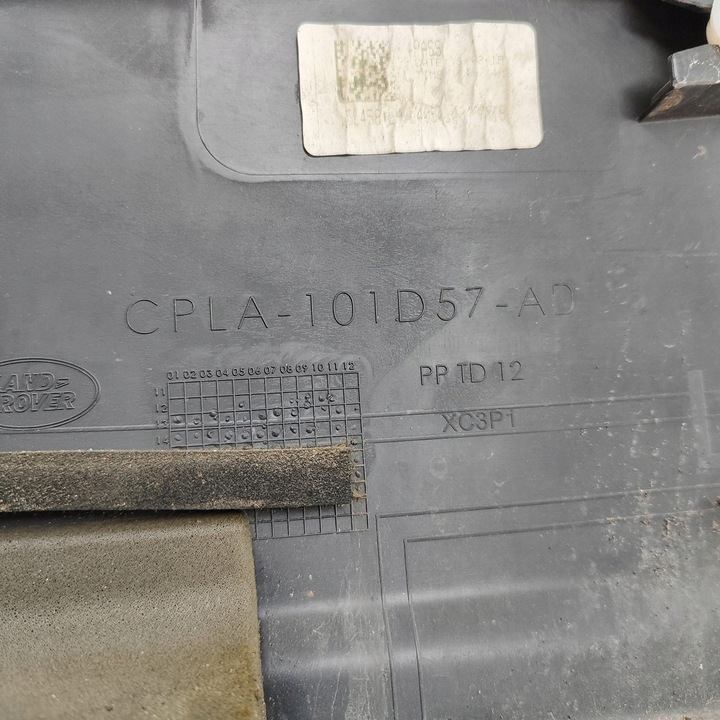 CPLA-101D57-AD
LAND-
ROVER
01 02 03 04 05 06 07 08 09 10 11 12
11
12
13
14
PP TD 12
XC3P1